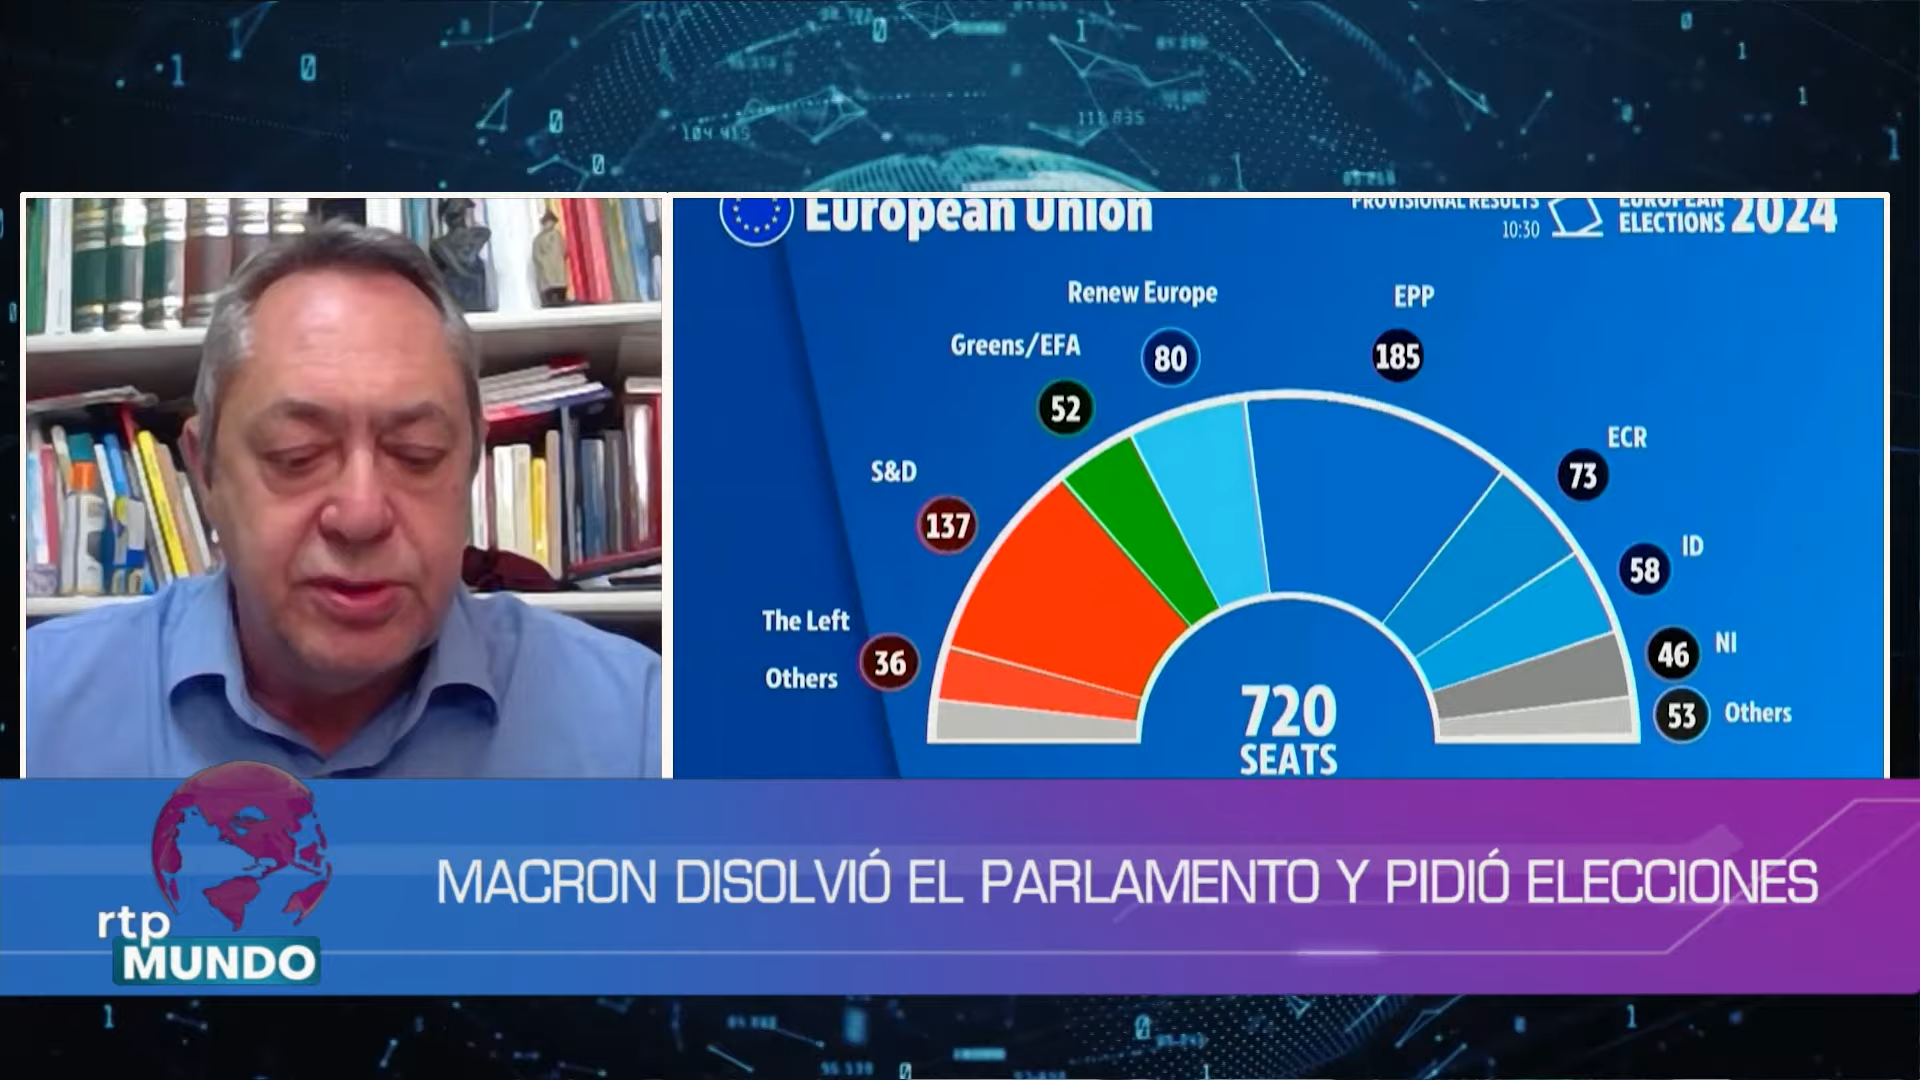 European Union
PROVISIONAL RESULTS
10:30
EUROPEAN
ELECTIONS 2024
Renew Europe
80
EPP
185
Greens/EFA
52
ECR
73
S&D
137
ID
58
The Left
36
Others
NI
46
53
Others
720
SEATS
MACRON DISOLVIÓ EL PARLAMENTO Y PIDIÓ ELECCIONES
rtp
MUNDO